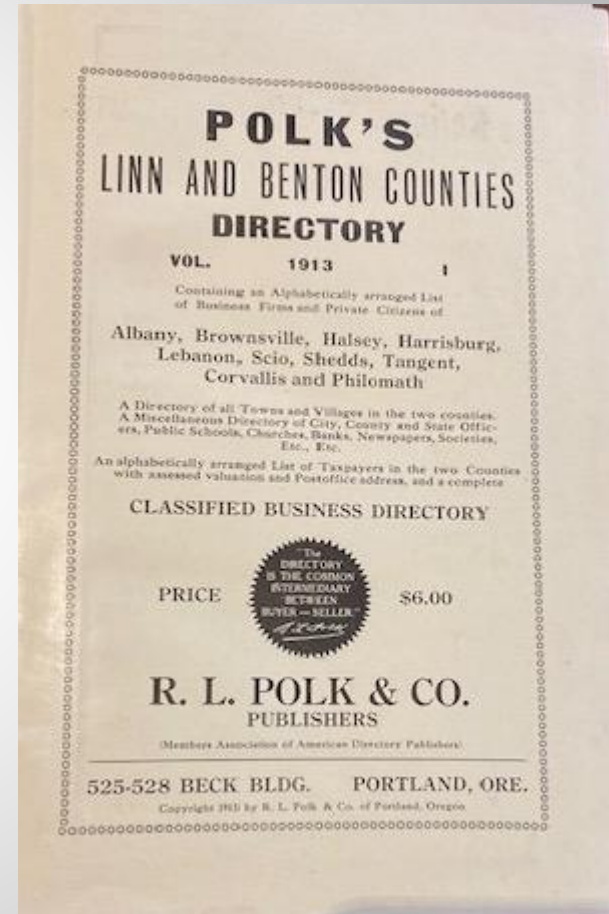 POLK'S
LINN AND BENTON COUNTIES
DIRECTORY
VOL. 1913 I
Containing an Alphabetically arranged List
of Business Firms and Private Citizens of
Albany, Brownsville, Halsey, Harrisburg,
Lebanon, Scio, Shedds, Tangent,
Corvallis and Philomath
A Directory of all Towns and Villages in the two counties.
A Miscellaneous Directory of City, County and State Offic-
ers, Public Schools, Churches, Banks, Newspapers, Societies,
Etc., Etc.
An alphabetically arranged List of Taxpayers in the two Counties
with assessed valuation and Postoffice address, and a complete
CLASSIFIED BUSINESS DIRECTORY
PRICE
"The
DIRECTORY
IS THE COMMON
INTERMEDIARY
BETWEEN
BUYER — SELLER."
R.L. Polk
$6.00
R. L. POLK & CO.
PUBLISHERS
(Members Association of American Directory Publishers)
525-528 BECK BLDG. PORTLAND, ORE.
Copyright 1913 by R. L. Polk & Co. of Portland, Oregon